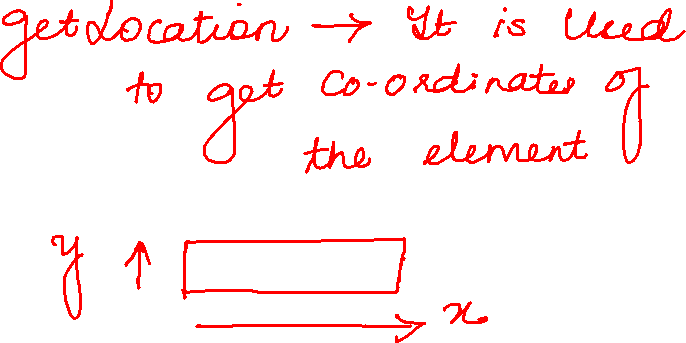 getLocation → It is Used
to get co-ordinates of
the element
y ↑
→ x